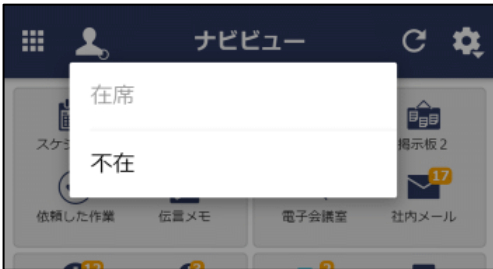 ナビビュー
在席
不在
スケ
掲示板2
17
依頼した作業
伝言メモ
電子会議室
社内メール
12